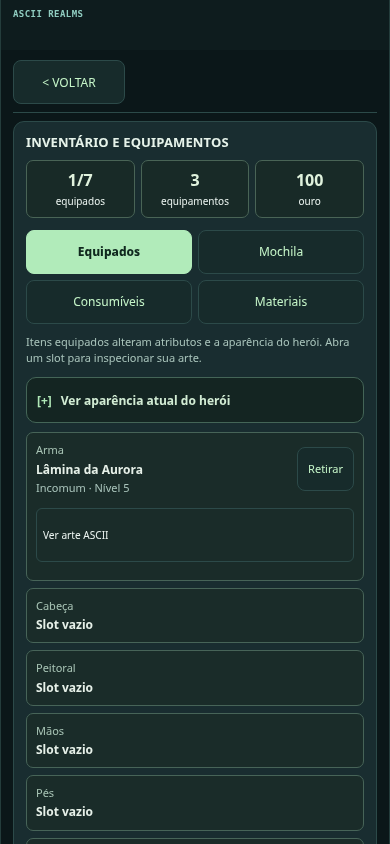 ASCII REALMS
< VOLTAR
INVENTÁRIO E EQUIPAMENTOS
1/7
equipados
3
equipamentos
100
ouro
Equipados
Mochila
Consumíveis
Materiais
Itens equipados alteram atributos e a aparência do herói. Abra
um slot para inspecionar sua arte.
[+] Ver aparência atual do herói
Arma
Lâmina da Aurora
Incomum · Nível 5
Retirar
Ver arte ASCII
Cabeça
Slot vazio
Peitoral
Slot vazio
Mãos
Slot vazio
Pés
Slot vazio